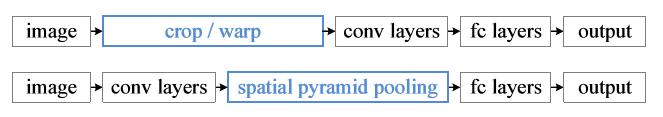 image crop / warp conv layers fc layers output
image conv layers spatial pyramid pooling fc layers output